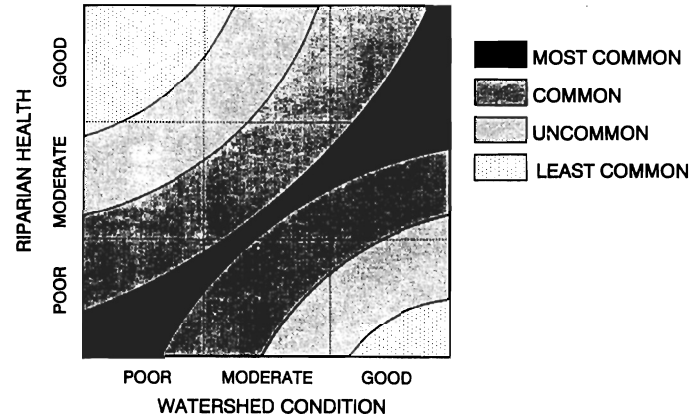 GOOD
MODERATE
POOR
RIPARIAN HEALTH
MOST COMMON
COMMON
UNCOMMON
LEAST COMMON
POOR MODERATE GOOD
WATERSHED CONDITION